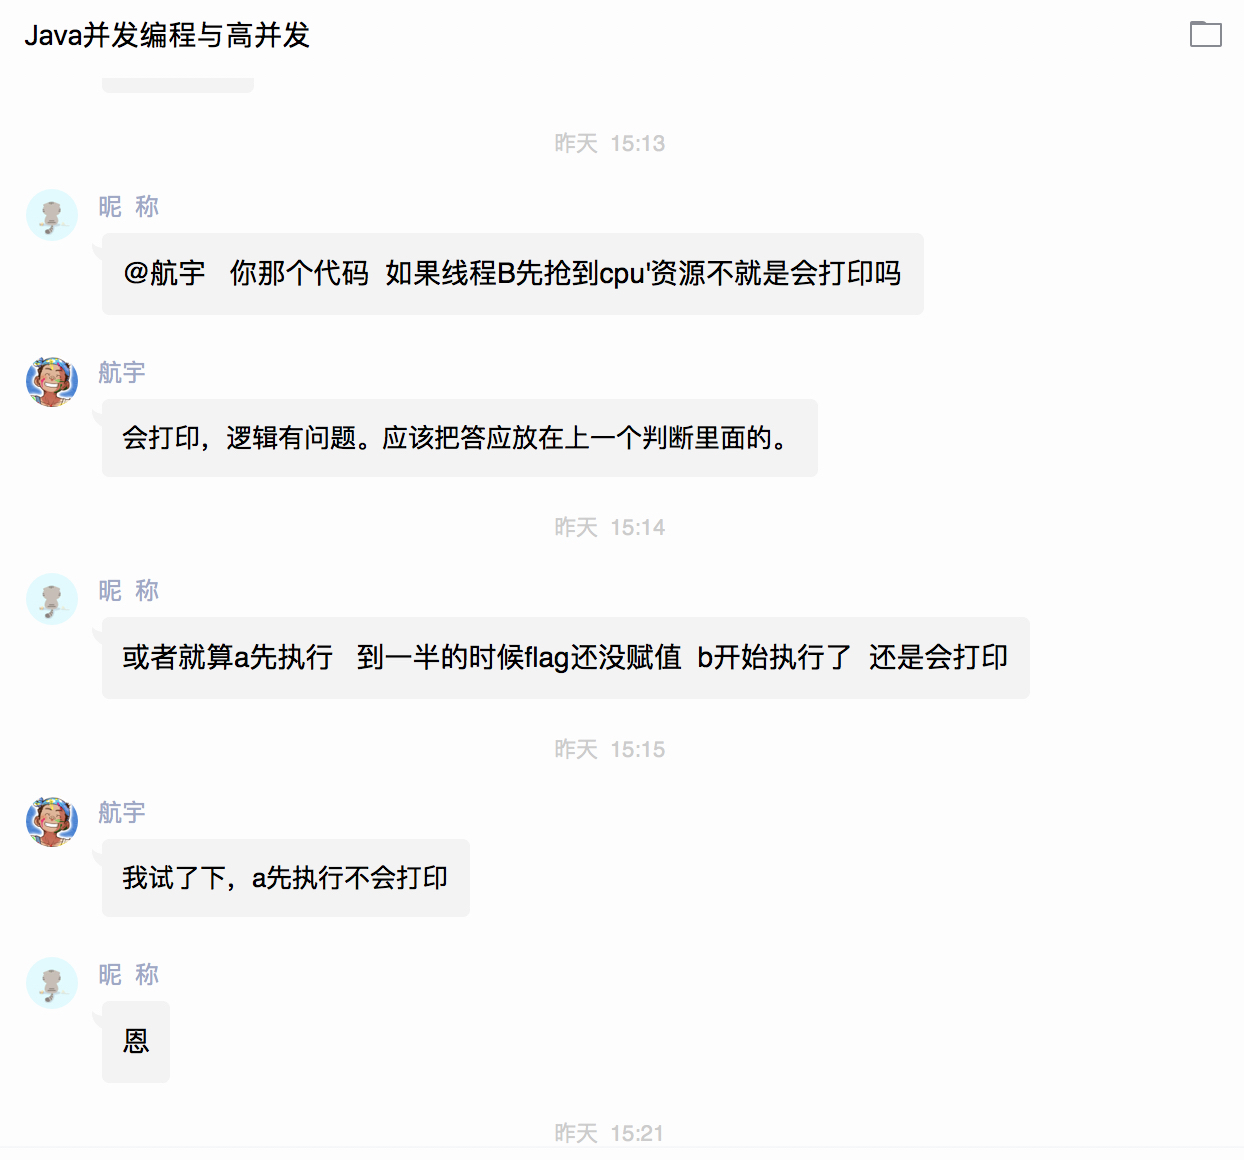 Java并发编程与高并发
昨天 15:13
昵 称
@航宇 你那个代码 如果线程B先抢到cpu'资源不就是会打印吗
航宇
会打印，逻辑有问题。应该把答应放在上一个判断里面的。
昨天 15:14
昵 称
或者就算a先执行 到一半的时候flag还没赋值 b开始执行了 还是会打印
昨天 15:15
航宇
我试了下，a先执行不会打印
昵 称
恩
昨天 15:21